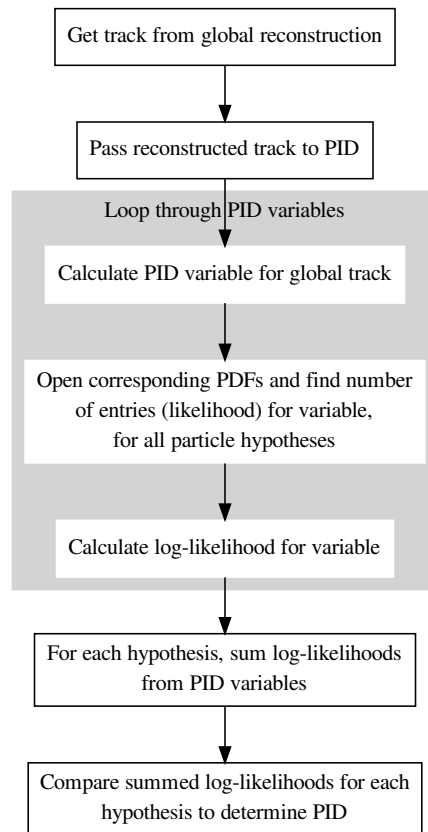 Get track from global reconstruction
Pass reconstructed track to PID
Loop through PID variables
Calculate PID variable for global track
Open corresponding PDFs and find number
of entries (likelihood) for variable,
for all particle hypotheses
Calculate log-likelihood for variable
For each hypothesis, sum log-likelihoods
from PID variables
Compare summed log-likelihoods for each
hypothesis to determine PID